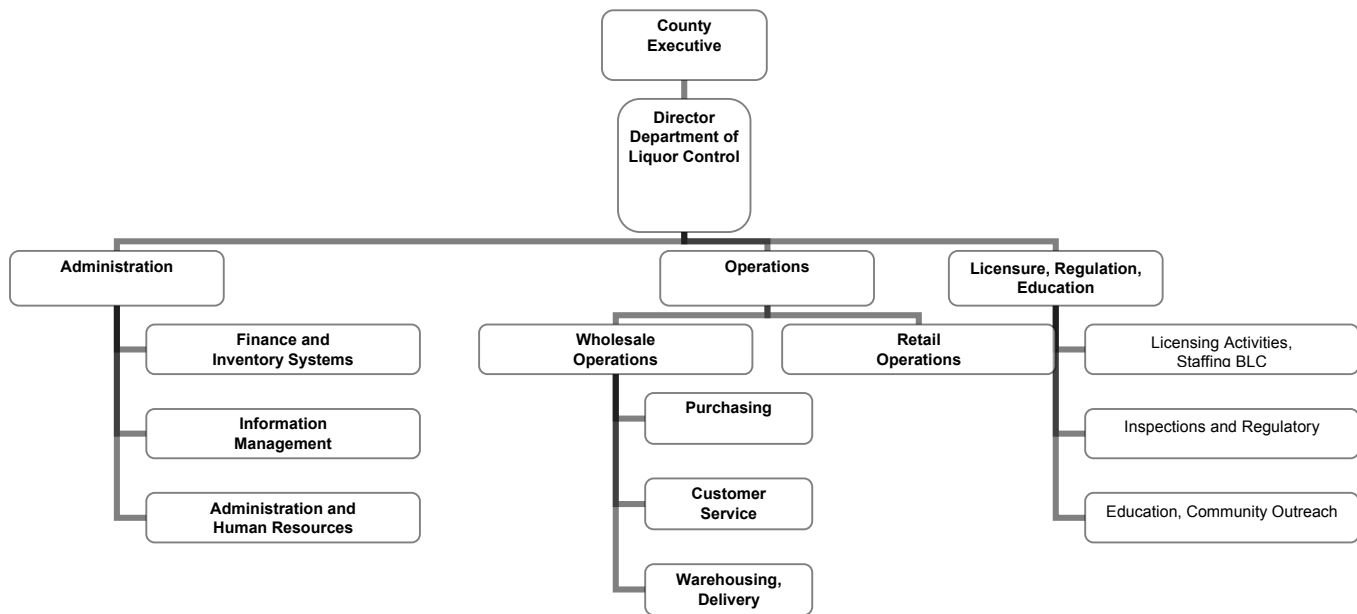 County
Executive
Director
Department of
Liquor Control
Administration
Operations
Licensure, Regulation,
Education
Finance and
Inventory Systems
Wholesale
Operations
Retail
Operations
Licensing Activities,
Staffing BLC
Purchasing
Information
Management
Inspections and Regulatory
Customer
Service
Administration and
Human Resources
Education, Community Outreach
Warehousing,
Delivery